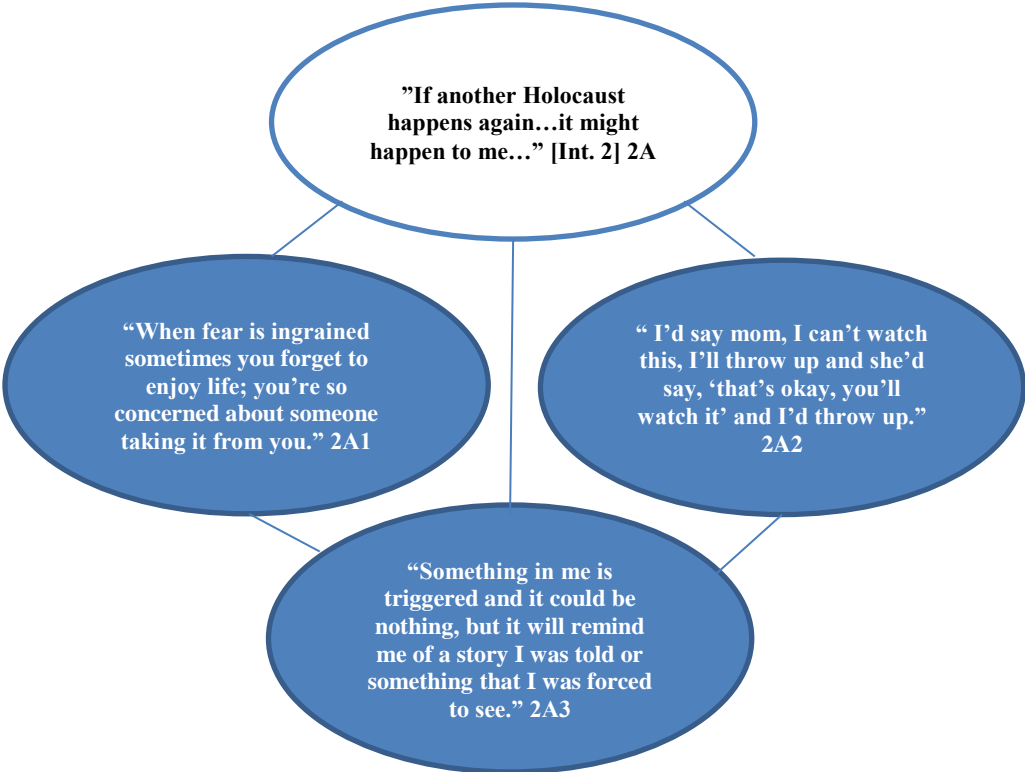 ”If another Holocaust
happens again…it might
happen to me…” [Int. 2] 2A
“When fear is ingrained
sometimes you forget to
enjoy life; you’re so
concerned about someone
taking it from you.” 2A1
“ I’d say mom, I can’t watch
this, I’ll throw up and she’d
say, ‘that’s okay, you’ll
watch it’ and I’d throw up.”
2A2
“Something in me is
triggered and it could be
nothing, but it will remind
me of a story I was told or
something that I was forced
to see.” 2A3